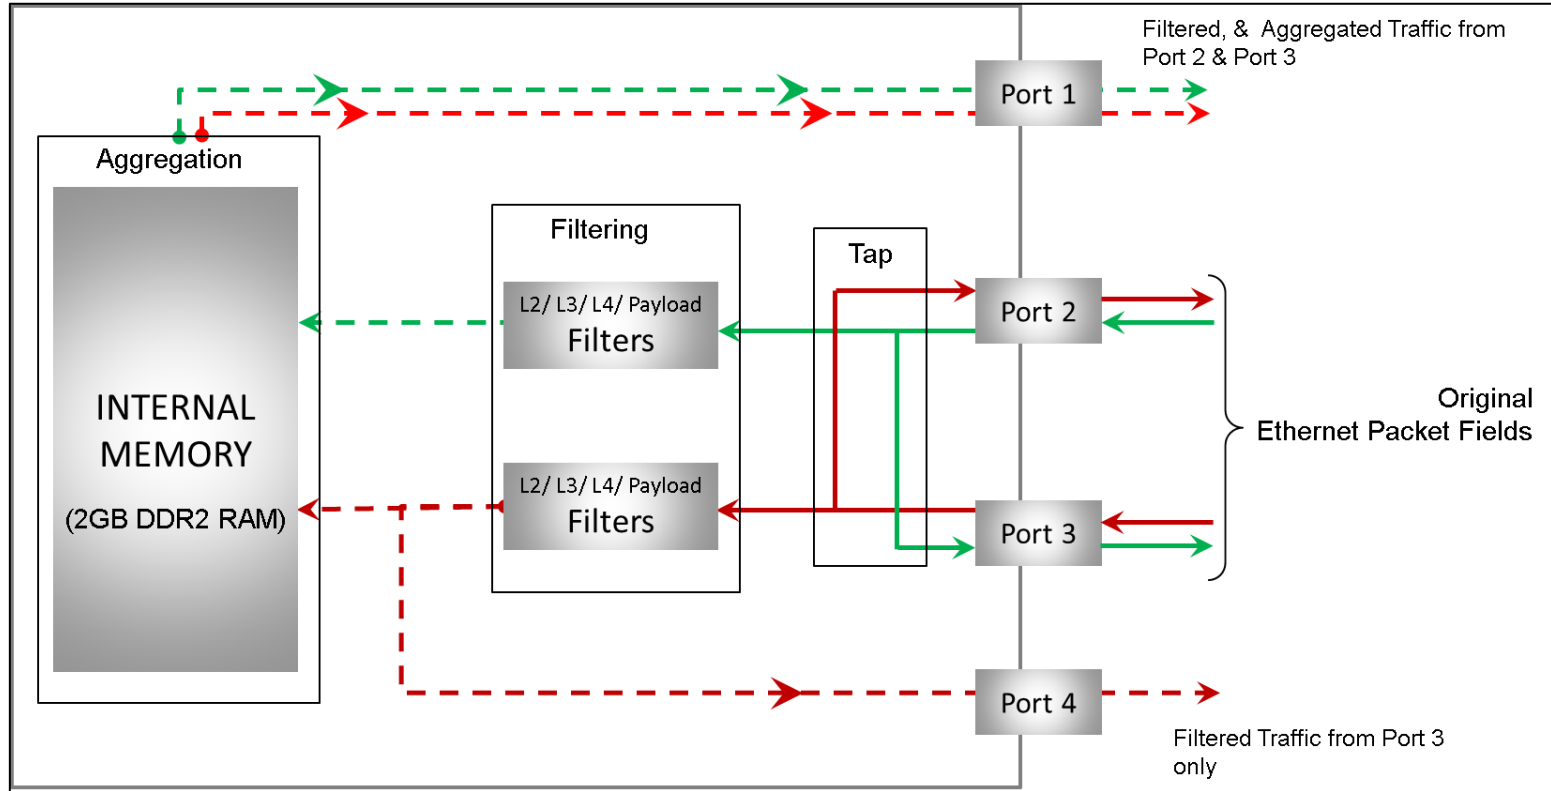 Filtered, & Aggregated Traffic from
Port 2 & Port 3
Port 1
Aggregation
Filtering
Tap
L2/ L3/ L4/ Payload
Filters
Port 2
INTERNAL
MEMORY
(2GB DDR2 RAM)
Original
Ethernet Packet Fields
L2/ L3/ L4/ Payload
Filters
Port 3
Port 4
Filtered Traffic from Port 3
only